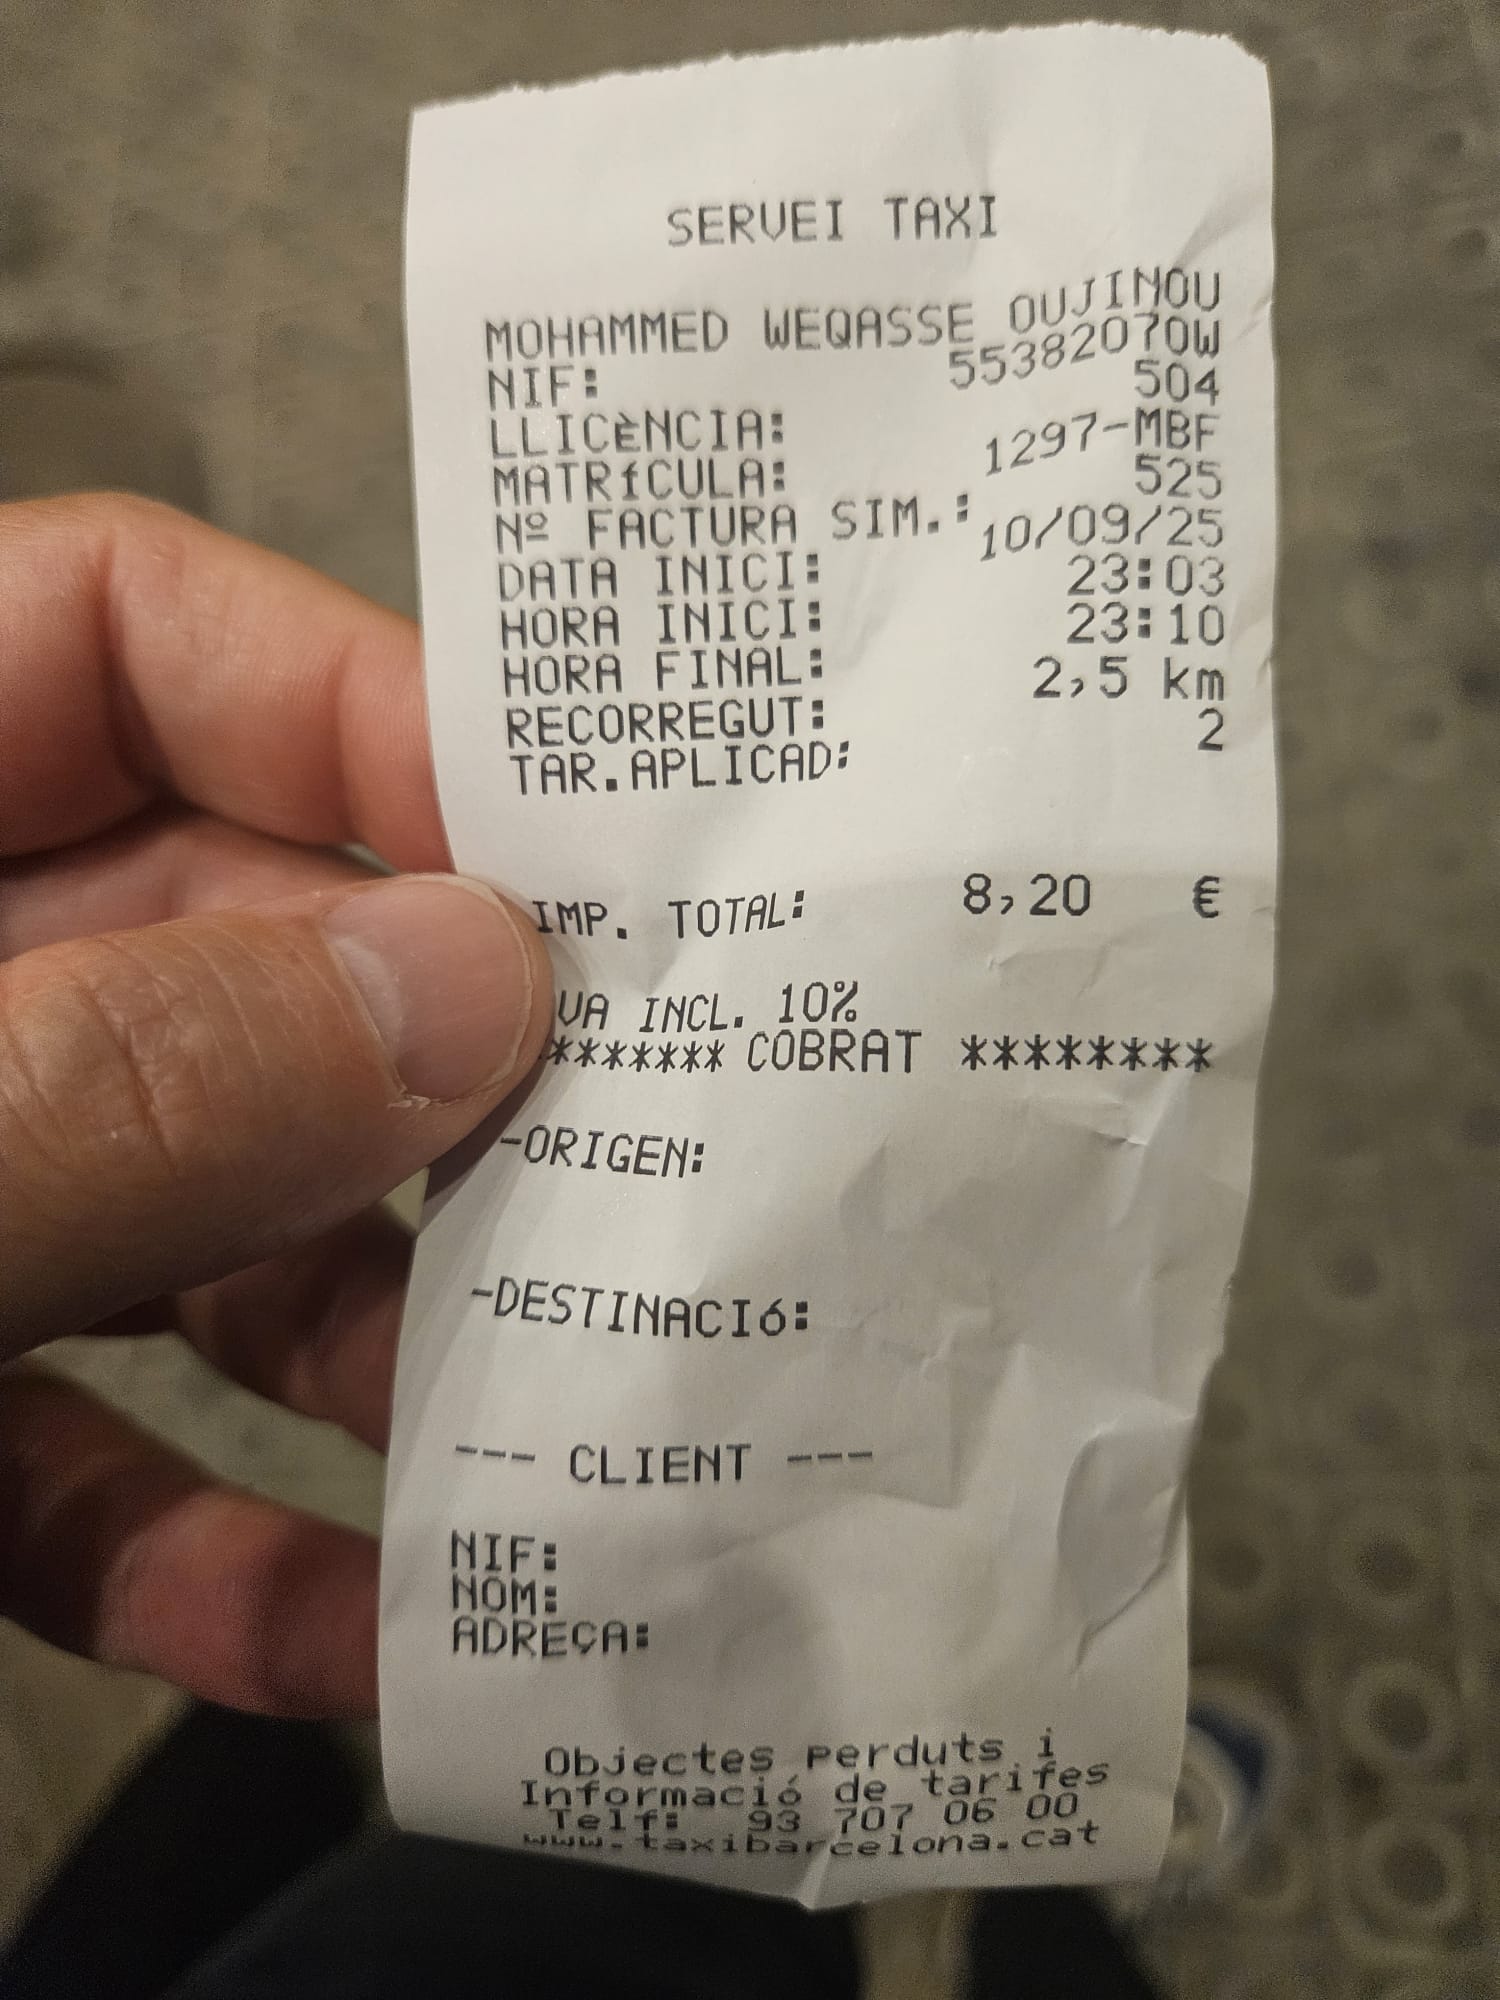 SERVEI TAXI
MOHAMMED WEQASSE OUJINOU
NIF: 55382070W
LLICÈNCIA: 504
MATRíCULA: 1297-MBF
Nº FACTURA SIM.: 525
DATA INICI: 10/09/25
HORA INICI: 23:03
HORA FINAL: 23:10
RECORREGUT: 2,5 km
TAR.APLICAD: 2
IMP. TOTAL: 8,20 €
VA INCL. 10%
******* COBRAT ********
-ORIGEN:
-DESTINACIó:
--- CLIENT ---
NIF:
NOM:
ADREÇA:
Objectes perduts i
Informació de tarifes
Telf: 93 707 06 00
www.taxibarcelona.cat